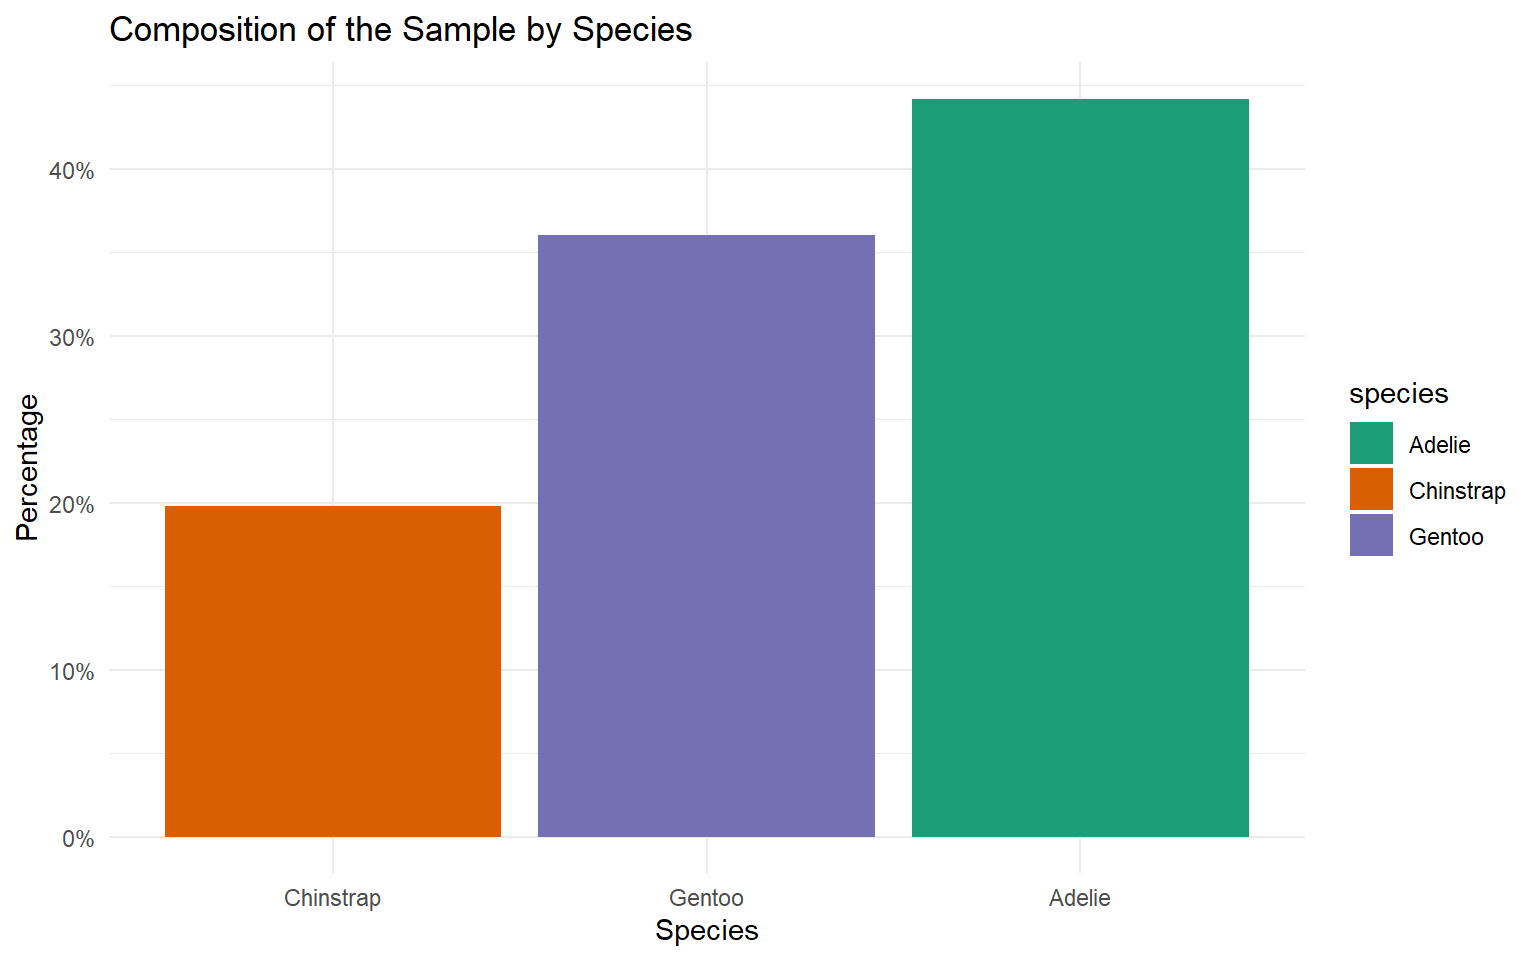 Composition of the Sample by Species
Percentage
40%
30%
20%
10%
0%
Chinstrap
Gentoo
Adelie
Species
species
Adelie
Chinstrap
Gentoo